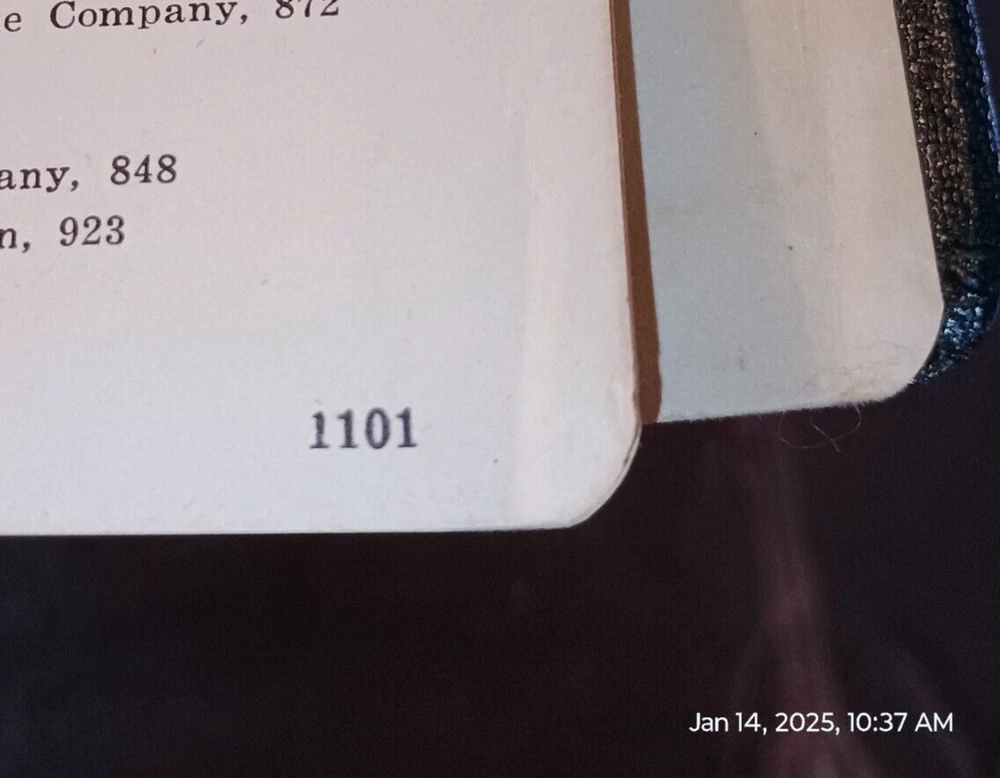 e Company, 872
any, 848
n, 923
1101
Jan 14, 2025, 10:37 AM